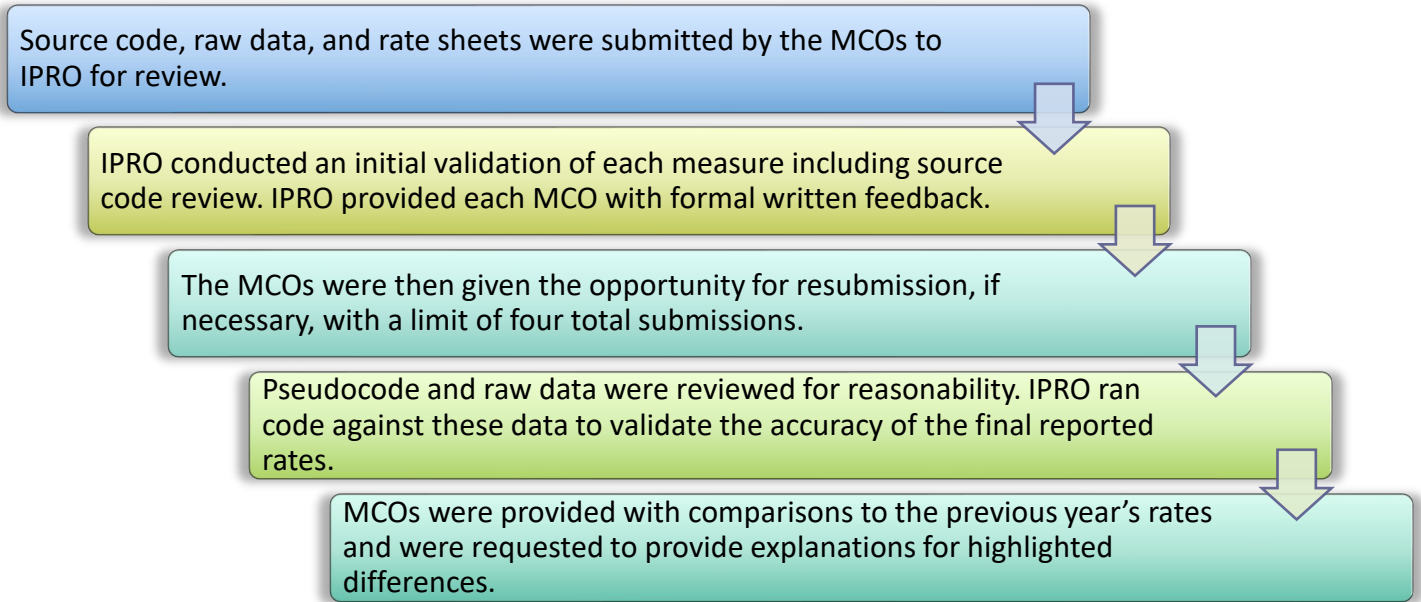 Source code, raw data, and rate sheets were submitted by the MCOs to
IPRO for review.
IPRO conducted an initial validation of each measure including source
code review. IPRO provided each MCO with formal written feedback.
The MCOs were then given the opportunity for resubmission, if
necessary, with a limit of four total submissions.
Pseudocode and raw data were reviewed for reasonability. IPRO ran
code against these data to validate the accuracy of the final reported
rates.
MCOs were provided with comparisons to the previous year’s rates
and were requested to provide explanations for highlighted
differences.